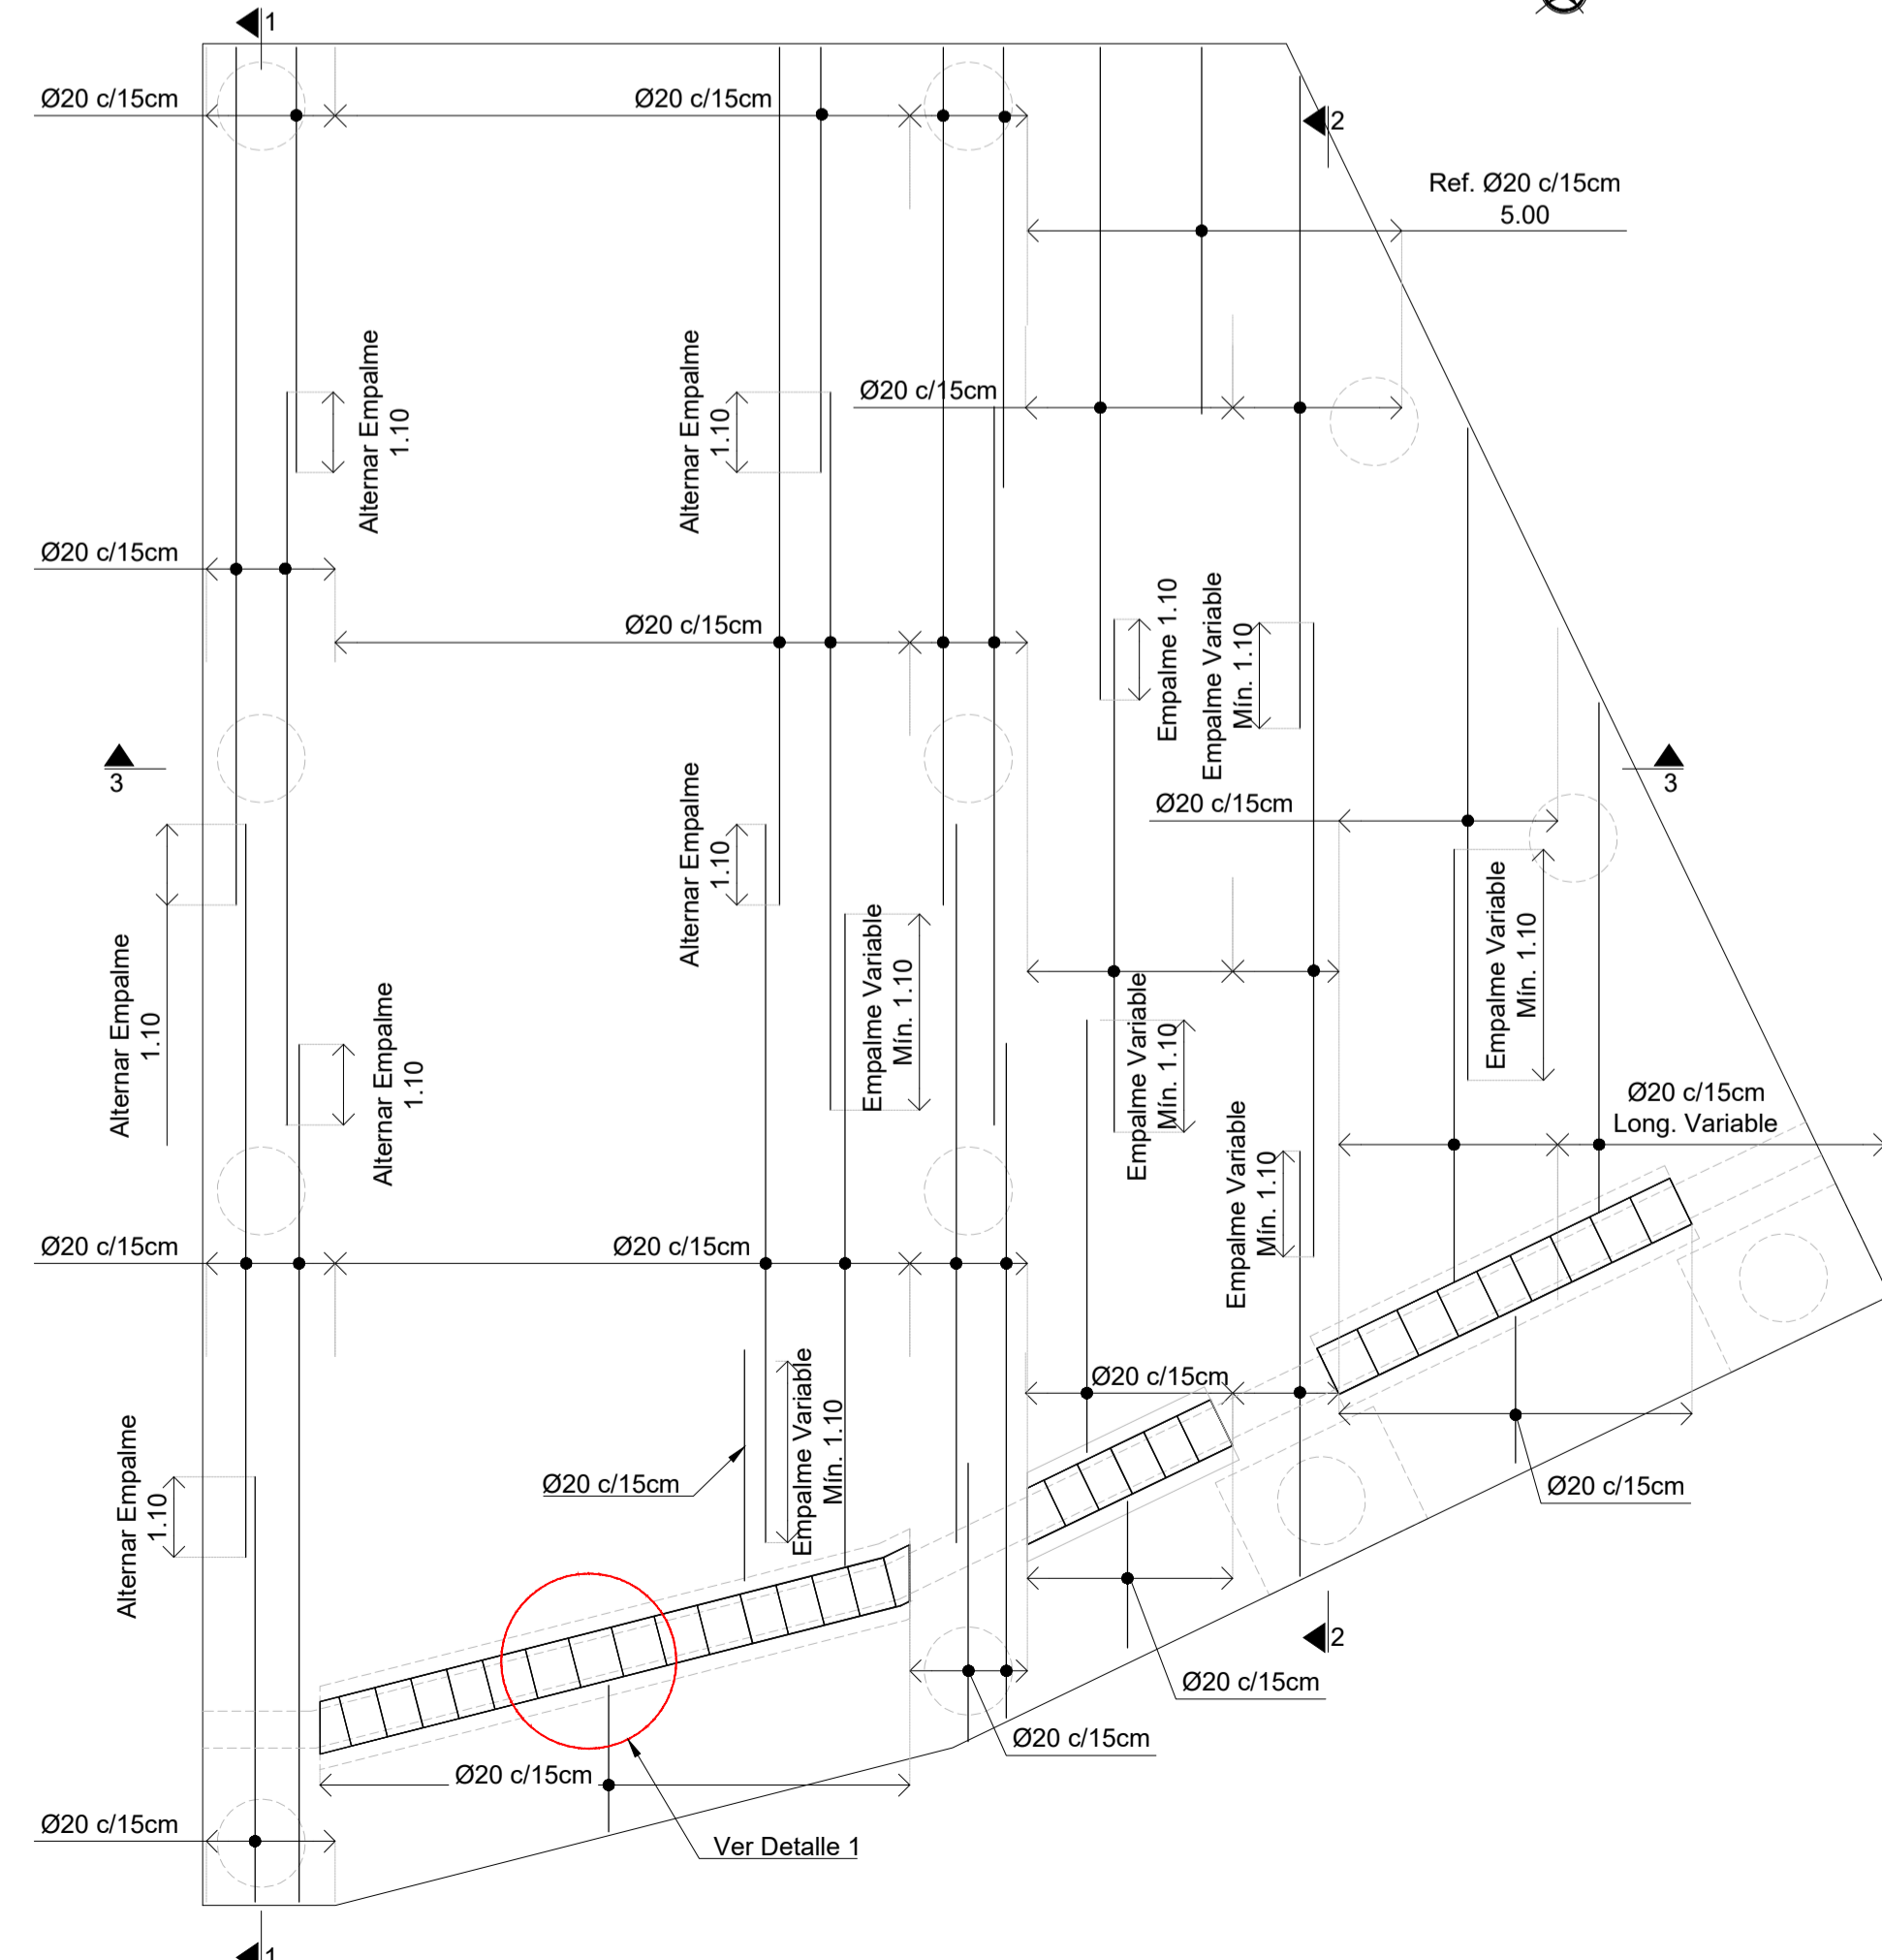 1
Ø20 c/15cm
Ø20 c/15cm
2
Ref. Ø20 c/15cm
5.00
Alternar Empalme
1.10
Alternar Empalme
1.10
Ø20 c/15cm
Ø20 c/15cm
Ø20 c/15cm
Empalme 1.10
Empalme Variable
Mín. 1.10
3
3
Alternar Empalme
1.10
Ø20 c/15cm
Empalme Variable
Mín. 1.10
Alternar Empalme
1.10
Empalme Variable
Mín. 1.10
Alternar Empalme
1.10
Empalme Variable
Mín. 1.10
Ø20 c/15cm
Long. Variable
Empalme Variable
Mín. 1.10
Ø20 c/15cm
Ø20 c/15cm
Empalme Variable
Mín. 1.10
Ø20 c/15cm
Alternar Empalme
1.10
Ø20 c/15cm
Ø20 c/15cm
2
Ø20 c/15cm
Ø20 c/15cm
Ø20 c/15cm
Ø20 c/15cm
Ver Detalle 1
1